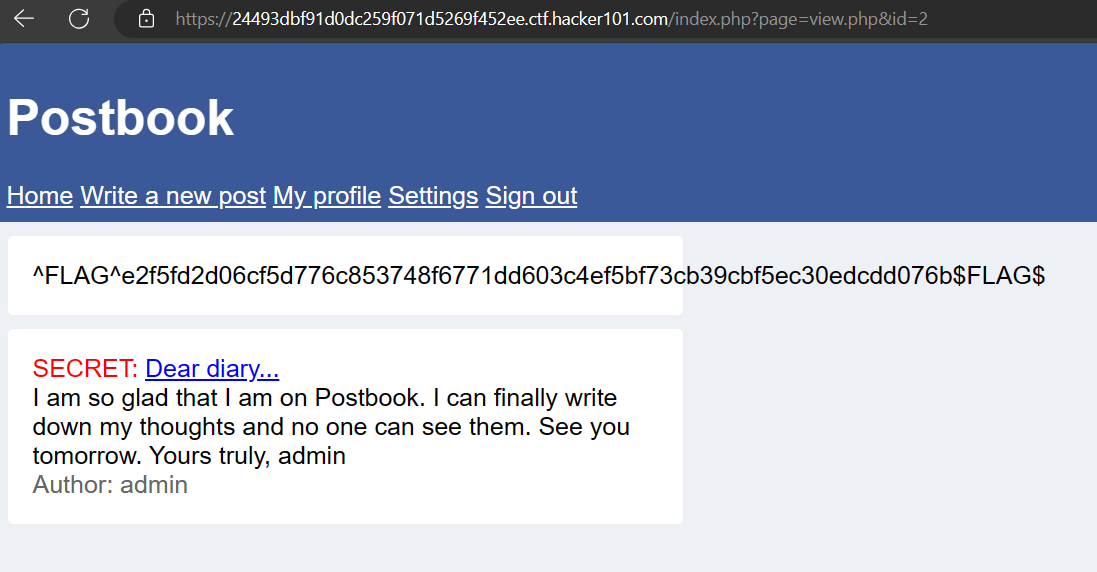 https://24493dbf91d0dc259f071d5269f452ee.ctf.hacker101.com/index.php?page=view.php&id=2
Postbook
Home Write a new post My profile Settings Sign out
^FLAG^e2f5fd2d06cf5d776c853748f6771dd603c4ef5bf73cb39cbf5ec30edcdd076b$FLAG$
SECRET: Dear diary...
I am so glad that I am on Postbook. I can finally write
down my thoughts and no one can see them. See you
tomorrow. Yours truly, admin
Author: admin